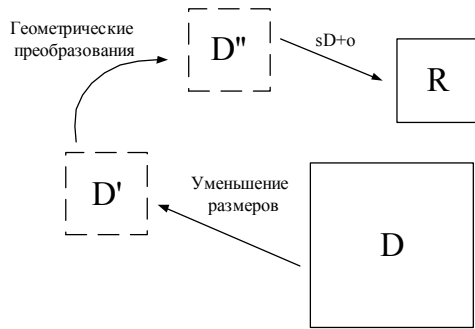 Геометрические
преобразования
D"
sD+o
R
D'
Уменьшение
размеров
D